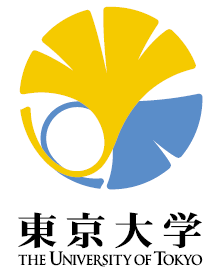 東京大学
THE UNIVERSITY OF TOKYO